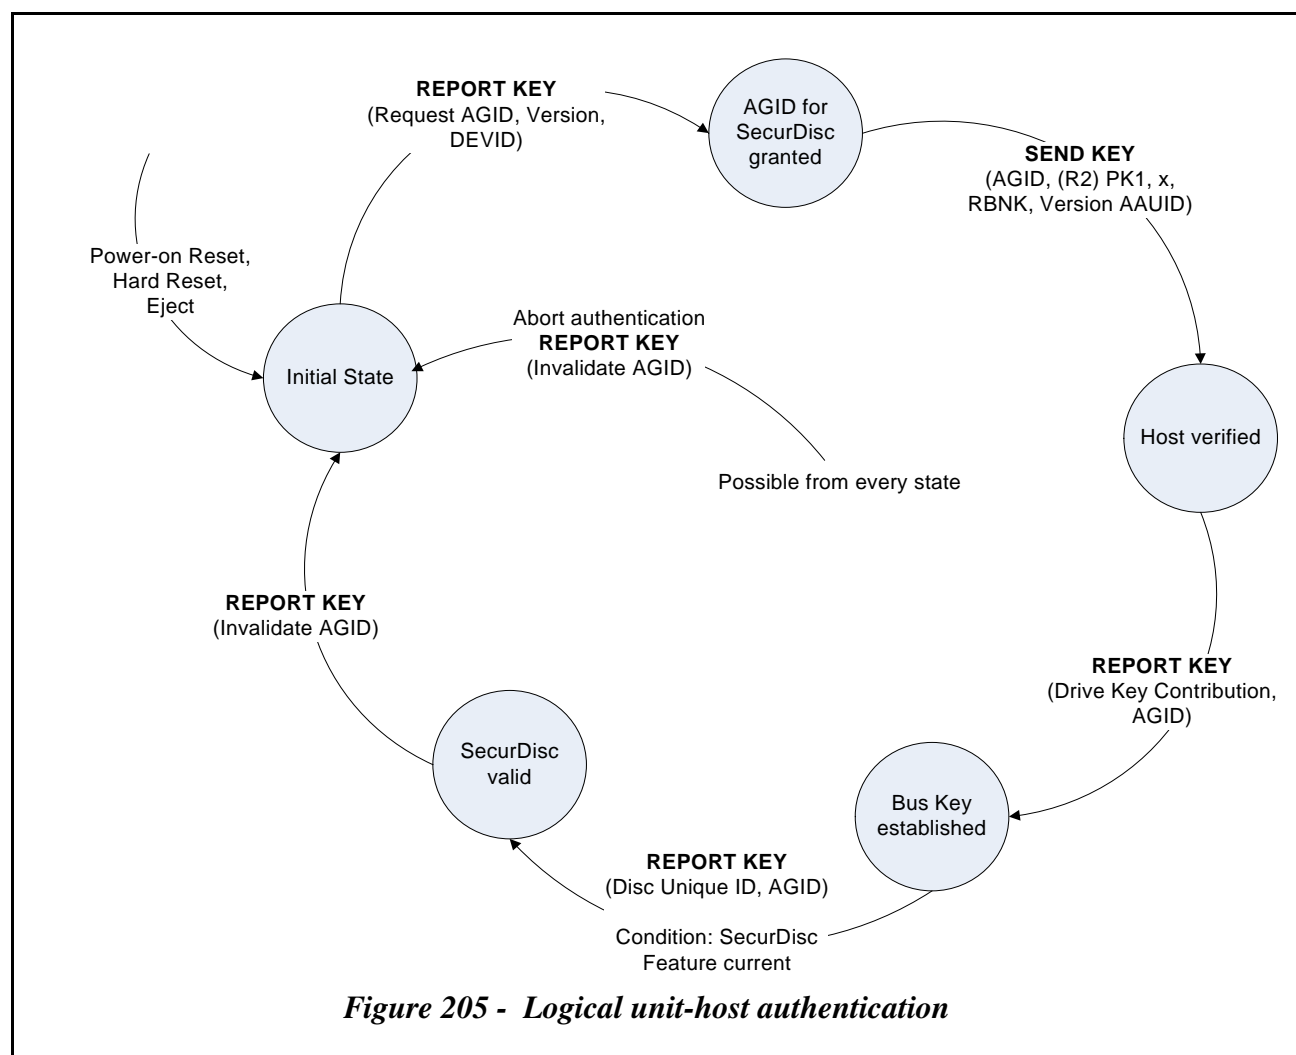 REPORT KEY
(Request AGID, Version,
DEVID)
AGID for
SecurDisc
granted
SEND KEY
(AGID, (R2) PK1, x,
RBNK, Version AAUID)
Power-on Reset,
Hard Reset,
Eject
Initial State
Abort authentication
REPORT KEY
(Invalidate AGID)
Host verified
Possible from every state
REPORT KEY
(Invalidate AGID)
REPORT KEY
(Drive Key Contribution,
AGID)
SecurDisc
valid
Bus Key
established
REPORT KEY
(Disc Unique ID, AGID)
Condition: SecurDisc
Feature current
Figure 205 - Logical unit-host authentication